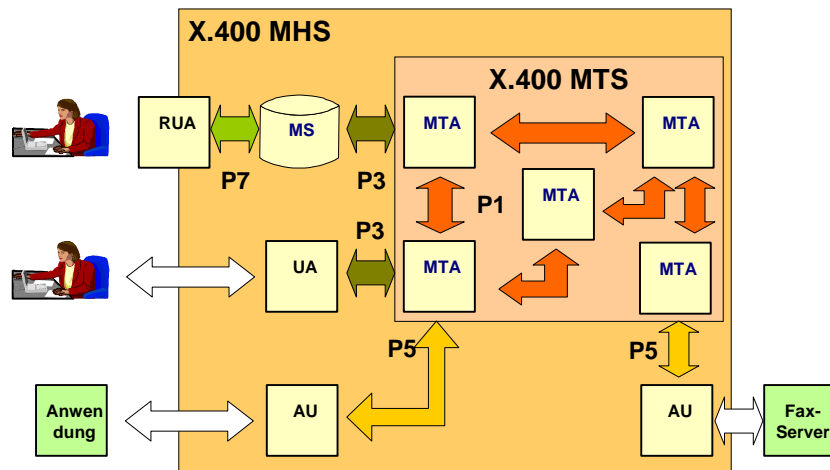 X.400 MHS
X.400 MTS
RUA
MS
MTA
MTA
P7
P3
P1
MTA
P3
UA
MTA
MTA
P5
P5
Anwen
dung
AU
AU
Fax-
Server